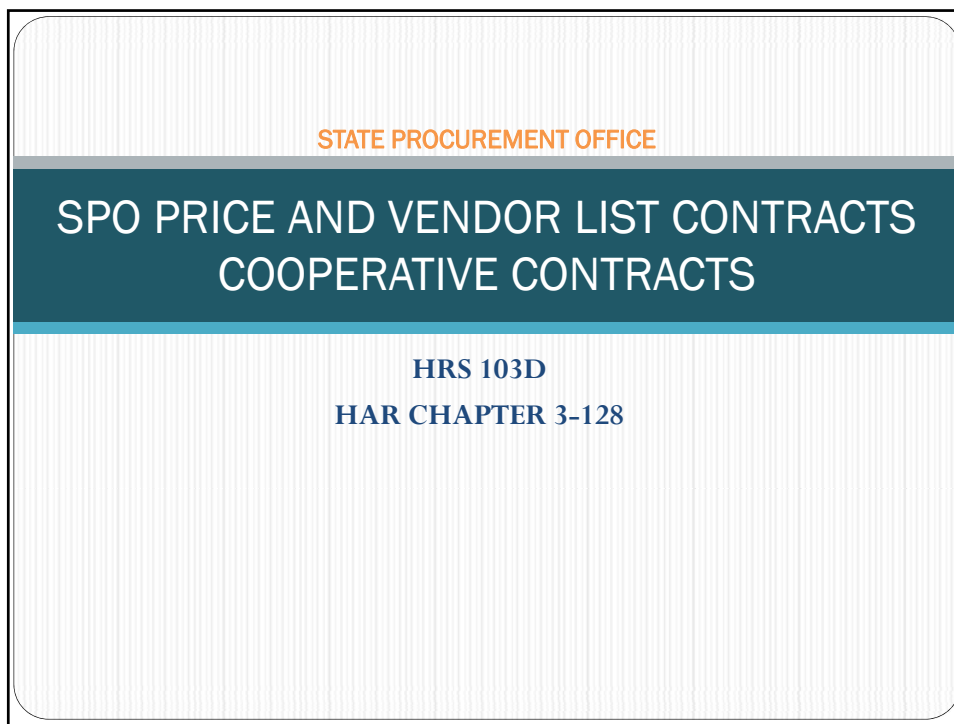 STATE PROCUREMENT OFFICE
SPO PRICE AND VENDOR LIST CONTRACTS
COOPERATIVE CONTRACTS
HRS 103D
HAR CHAPTER 3-128